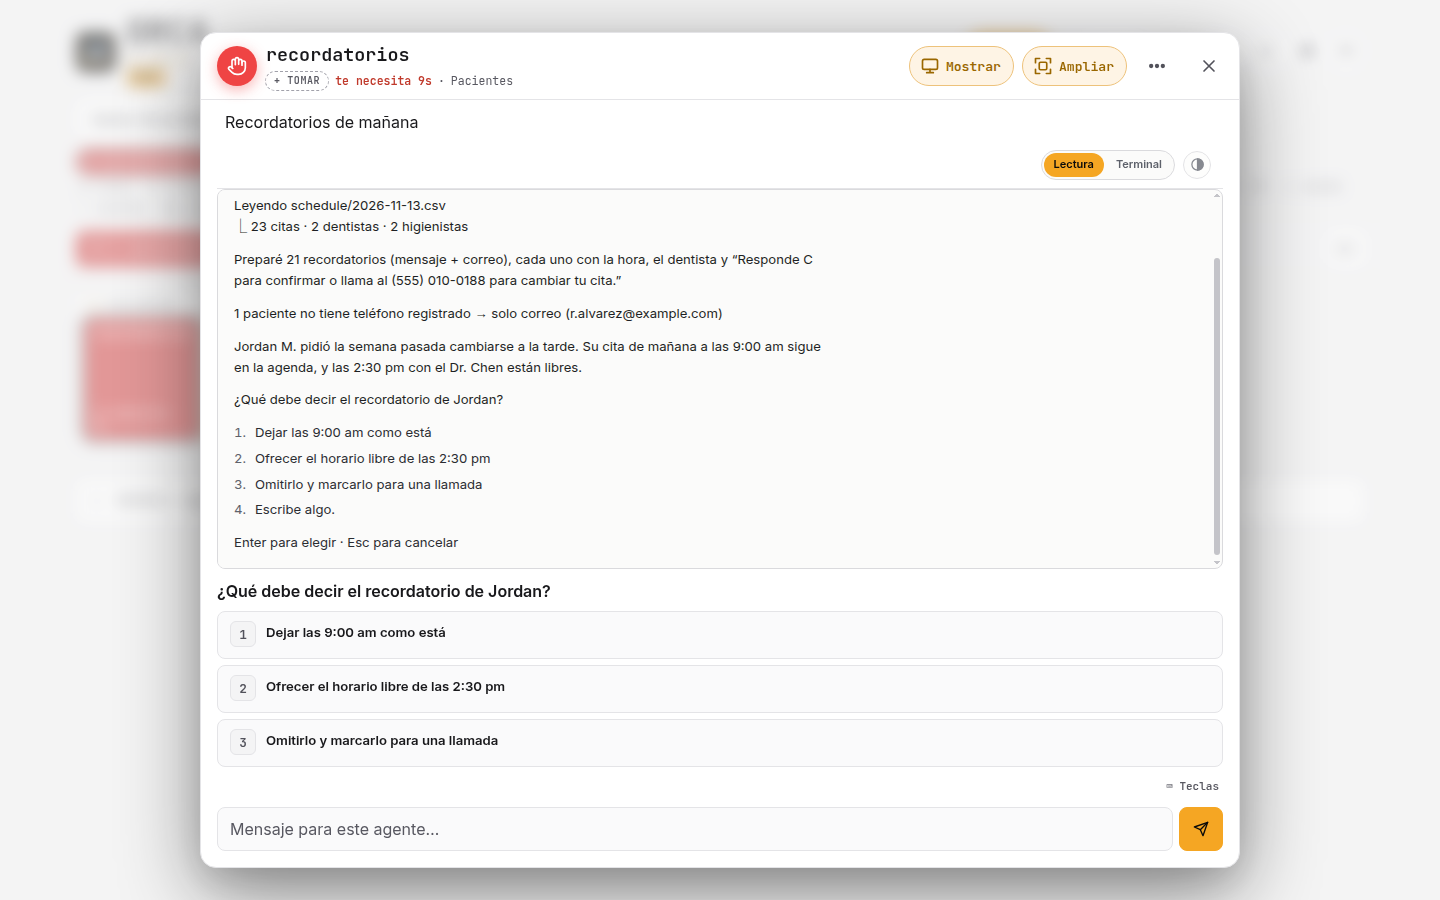 recordatorios
+ TOMAR te necesita 9s · Pacientes
Mostrar
Ampliar
Recordatorios de mañana
Lectura
Terminal
Leyendo schedule/2026-11-13.csv
⎿ 23 citas · 2 dentistas · 2 higienistas
Preparé 21 recordatorios (mensaje + correo), cada uno con la hora, el dentista y “Responde C
para confirmar o llama al (555) 010-0188 para cambiar tu cita.”
1 paciente no tiene teléfono registrado → solo correo (r.alvarez@example.com)
Jordan M. pidió la semana pasada cambiarse a la tarde. Su cita de mañana a las 9:00 am sigue
en la agenda, y las 2:30 pm con el Dr. Chen están libres.
¿Qué debe decir el recordatorio de Jordan?
1. Dejar las 9:00 am como está
2. Ofrecer el horario libre de las 2:30 pm
3. Omitirlo y marcarlo para una llamada
4. Escribe algo.
Enter para elegir · Esc para cancelar
¿Qué debe decir el recordatorio de Jordan?
1 Dejar las 9:00 am como está
2 Ofrecer el horario libre de las 2:30 pm
3 Omitirlo y marcarlo para una llamada
⌨ Teclas
Mensaje para este agente...